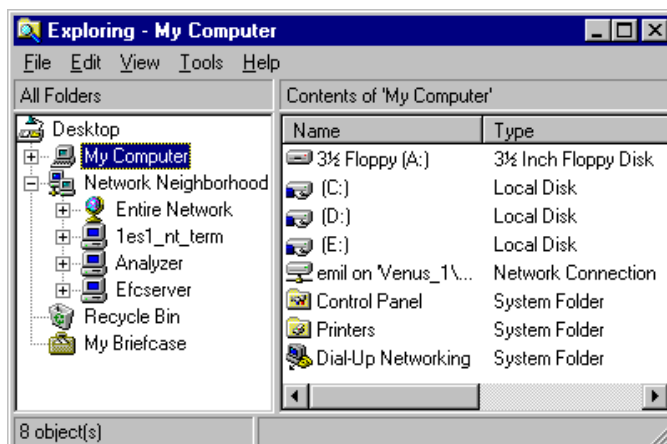 Exploring - My Computer
File Edit View Tools Help
All Folders
Contents of 'My Computer'
Desktop
My Computer
Network Neighborhood
Entire Network
1es1_nt_term
Analyzer
Efcserver
Recycle Bin
My Briefcase
Name Type
3½ Floppy (A:) 3½ Inch Floppy Disk
(C:) Local Disk
(D:) Local Disk
(E:) Local Disk
emil on 'Venus_1\... Network Connection
Control Panel System Folder
Printers System Folder
Dial-Up Networking System Folder
8 object(s)